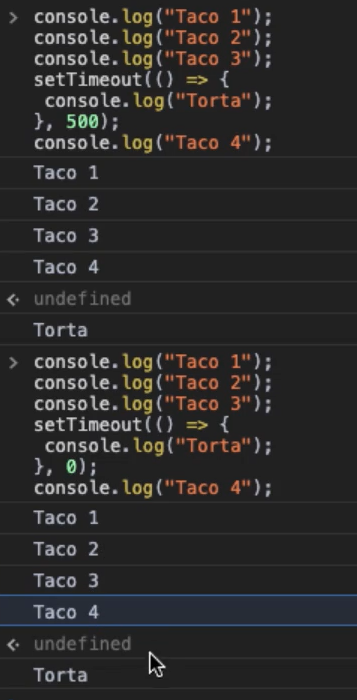 > console.log("Taco 1");
console.log("Taco 2");
console.log("Taco 3");
setTimeout(() => {
 console.log("Torta");
}, 500);
console.log("Taco 4");
Taco 1
Taco 2
Taco 3
Taco 4
undefined
Torta
> console.log("Taco 1");
console.log("Taco 2");
console.log("Taco 3");
setTimeout(() => {
 console.log("Torta");
}, 0);
console.log("Taco 4");
Taco 1
Taco 2
Taco 3
Taco 4
undefined
Torta